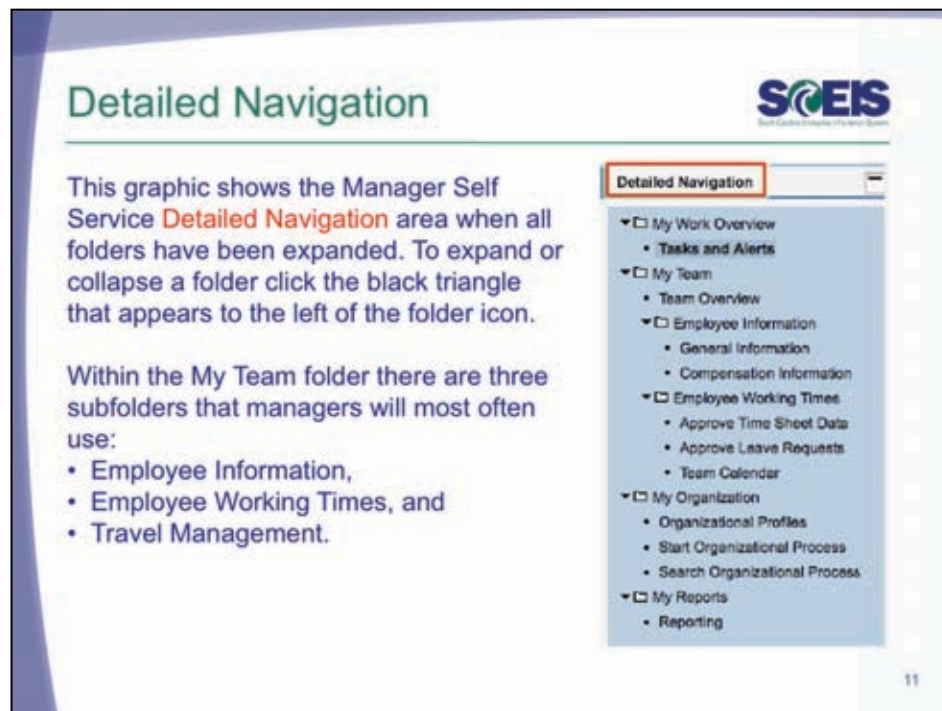 Detailed Navigation
SCEIS
This graphic shows the Manager Self
Service Detailed Navigation area when all
folders have been expanded. To expand or
collapse a folder click the black triangle
that appears to the left of the folder icon.
Within the My Team folder there are three
subfolders that managers will most often
use:
• Employee Information,
• Employee Working Times, and
• Travel Management.
Detailed Navigation
My Work Overview
• Tasks and Alerts
My Team
• Team Overview
Employee Information
• General Information
• Compensation Information
Employee Working Times
• Approve Time Sheet Data
• Approve Leave Requests
• Team Calendar
My Organization
• Organizational Profiles
• Start Organizational Process
• Search Organizational Process
My Reports
• Reporting
11